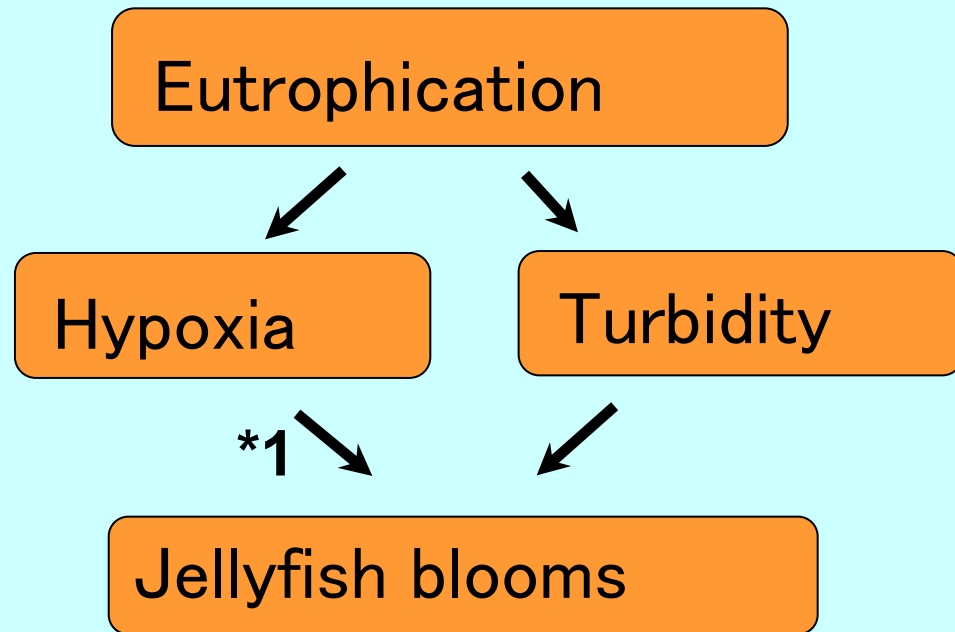 Eutrophication
Hypoxia
Turbidity
*1
Jellyfish blooms